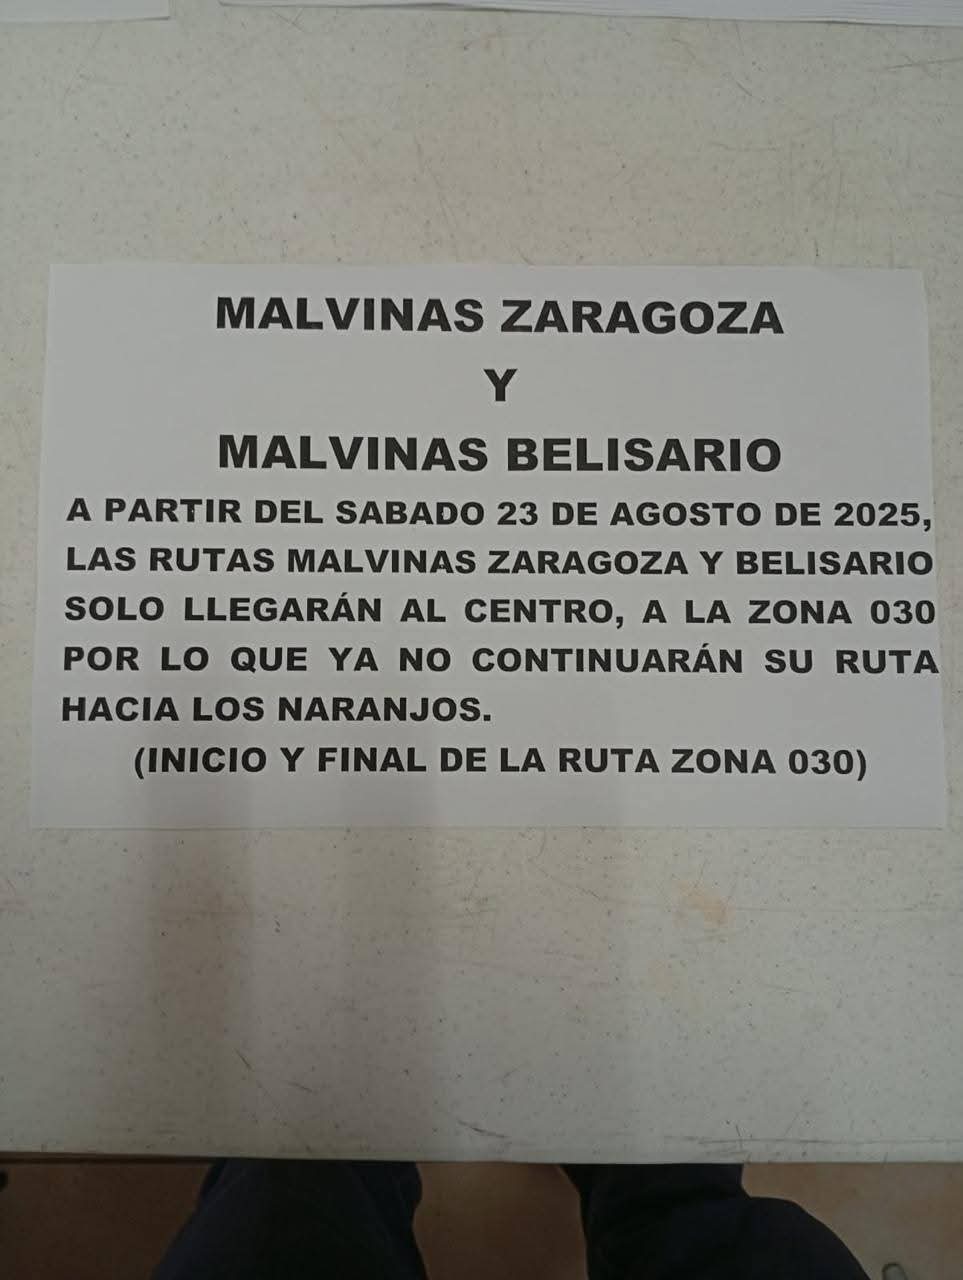 MALVINAS ZARAGOZA
Y
MALVINAS BELISARIO
A PARTIR DEL SABADO 23 DE AGOSTO DE 2025,
LAS RUTAS MALVINAS ZARAGOZA Y BELISARIO
SOLO LLEGARÁN AL CENTRO, A LA ZONA 030
POR LO QUE YA NO CONTINUARÁN SU RUTA
HACIA LOS NARANJOS.
(INICIO Y FINAL DE LA RUTA ZONA 030)